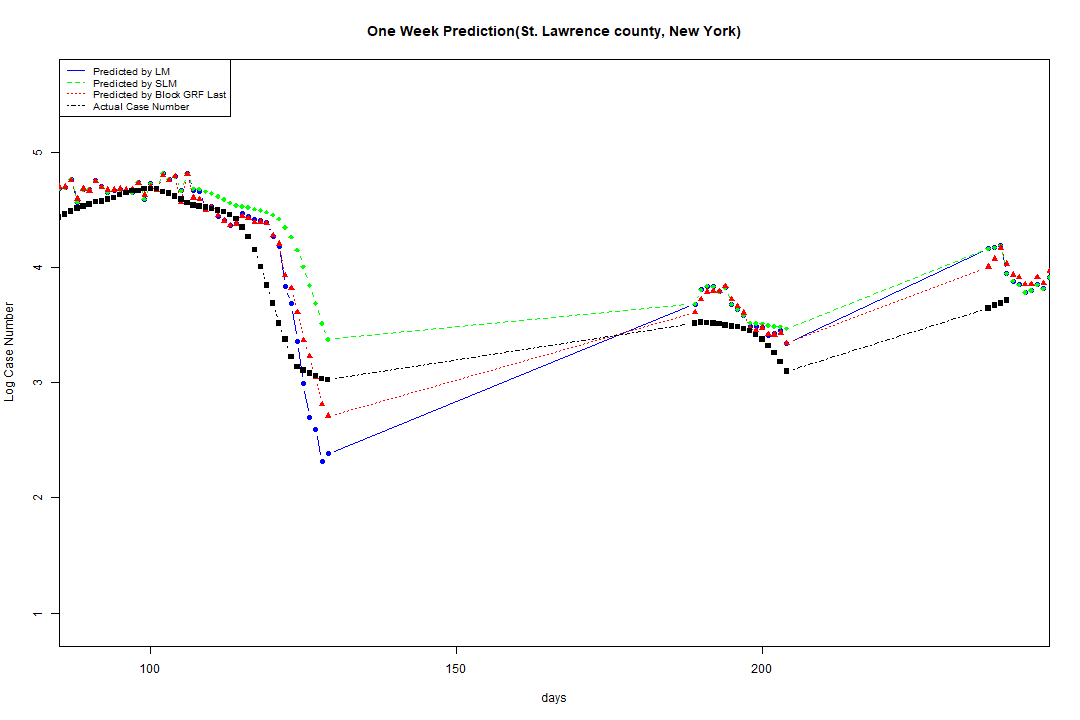 One Week Prediction(St. Lawrence county, New York)
Predicted by LM
Predicted by SLM
Predicted by Block GRF Last
Actual Case Number
5
4
3
2
1
Log Case Number
100 150 200
days